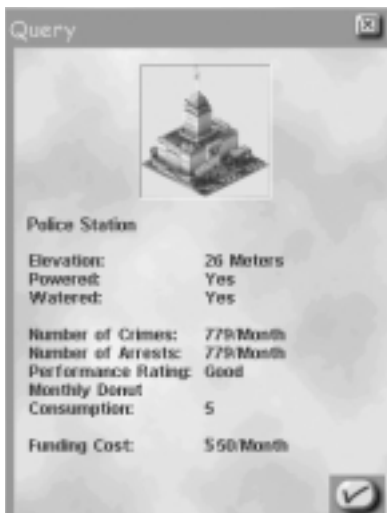 Query
Police Station
Elevation: 26 Meters
Powered: Yes
Watered: Yes
Number of Crimes: 779/Month
Number of Arrests: 779/Month
Performance Rating: Good
Monthly Donut
Consumption: 5
Funding Cost: $50/Month